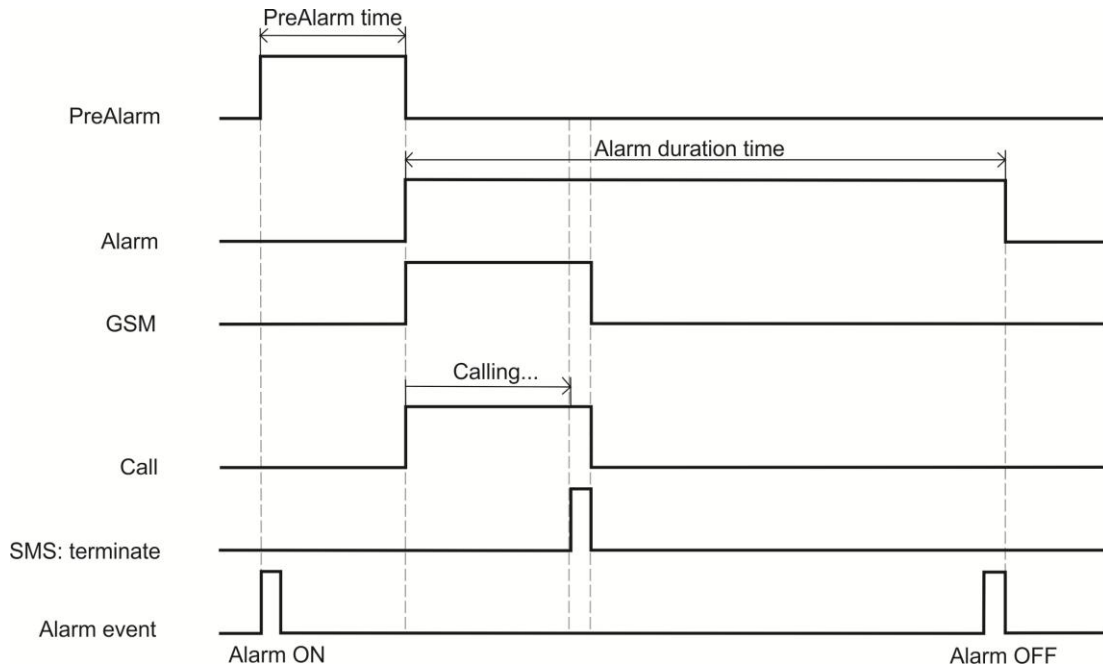 PreAlarm time
PreAlarm
Alarm duration time
Alarm
GSM
Calling...
Call
SMS: terminate
Alarm event
Alarm ON
Alarm OFF